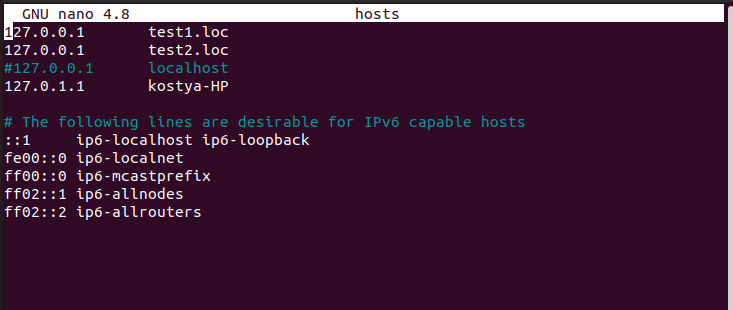 GNU nano 4.8 hosts
127.0.0.1 test1.loc
127.0.0.1 test2.loc
#127.0.0.1 localhost
127.0.1.1 kostya-HP
# The following lines are desirable for IPv6 capable hosts
::1 ip6-localhost ip6-loopback
fe00::0 ip6-localnet
ff00::0 ip6-mcastprefix
ff02::1 ip6-allnodes
ff02::2 ip6-allrouters